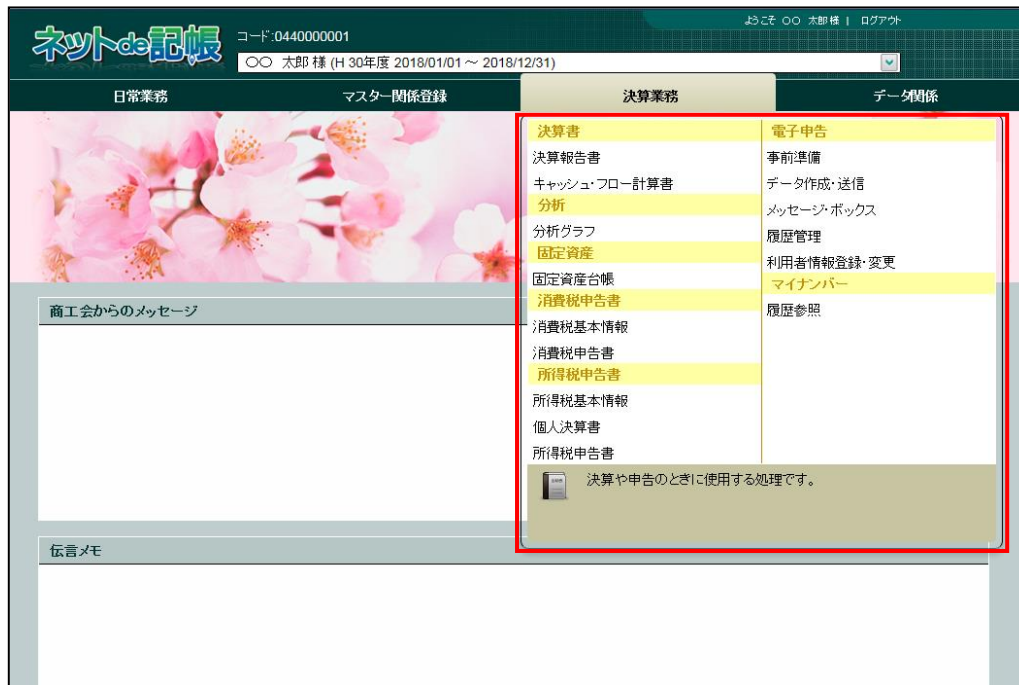 ようこそ ○○ 太郎様 | ログアウト
ネットde記帳
コード:0440000001
○○ 太郎 様 (H 30年度 2018/01/01 ~ 2018/12/31)
日常業務 マスター関係登録 決算業務 データ関係
決算書
決算報告書
キャッシュ・フロー計算書
分析
分析グラフ
固定資産
固定資産台帳
消費税申告書
消費税基本情報
消費税申告書
所得税申告書
所得税基本情報
個人決算書
所得税申告書
電子申告
事前準備
データ作成・送信
メッセージ・ボックス
履歴管理
利用者情報登録・変更
マイナンバー
履歴参照
決算や申告のときに使用する処理です。
商工会からのメッセージ
伝言メモ